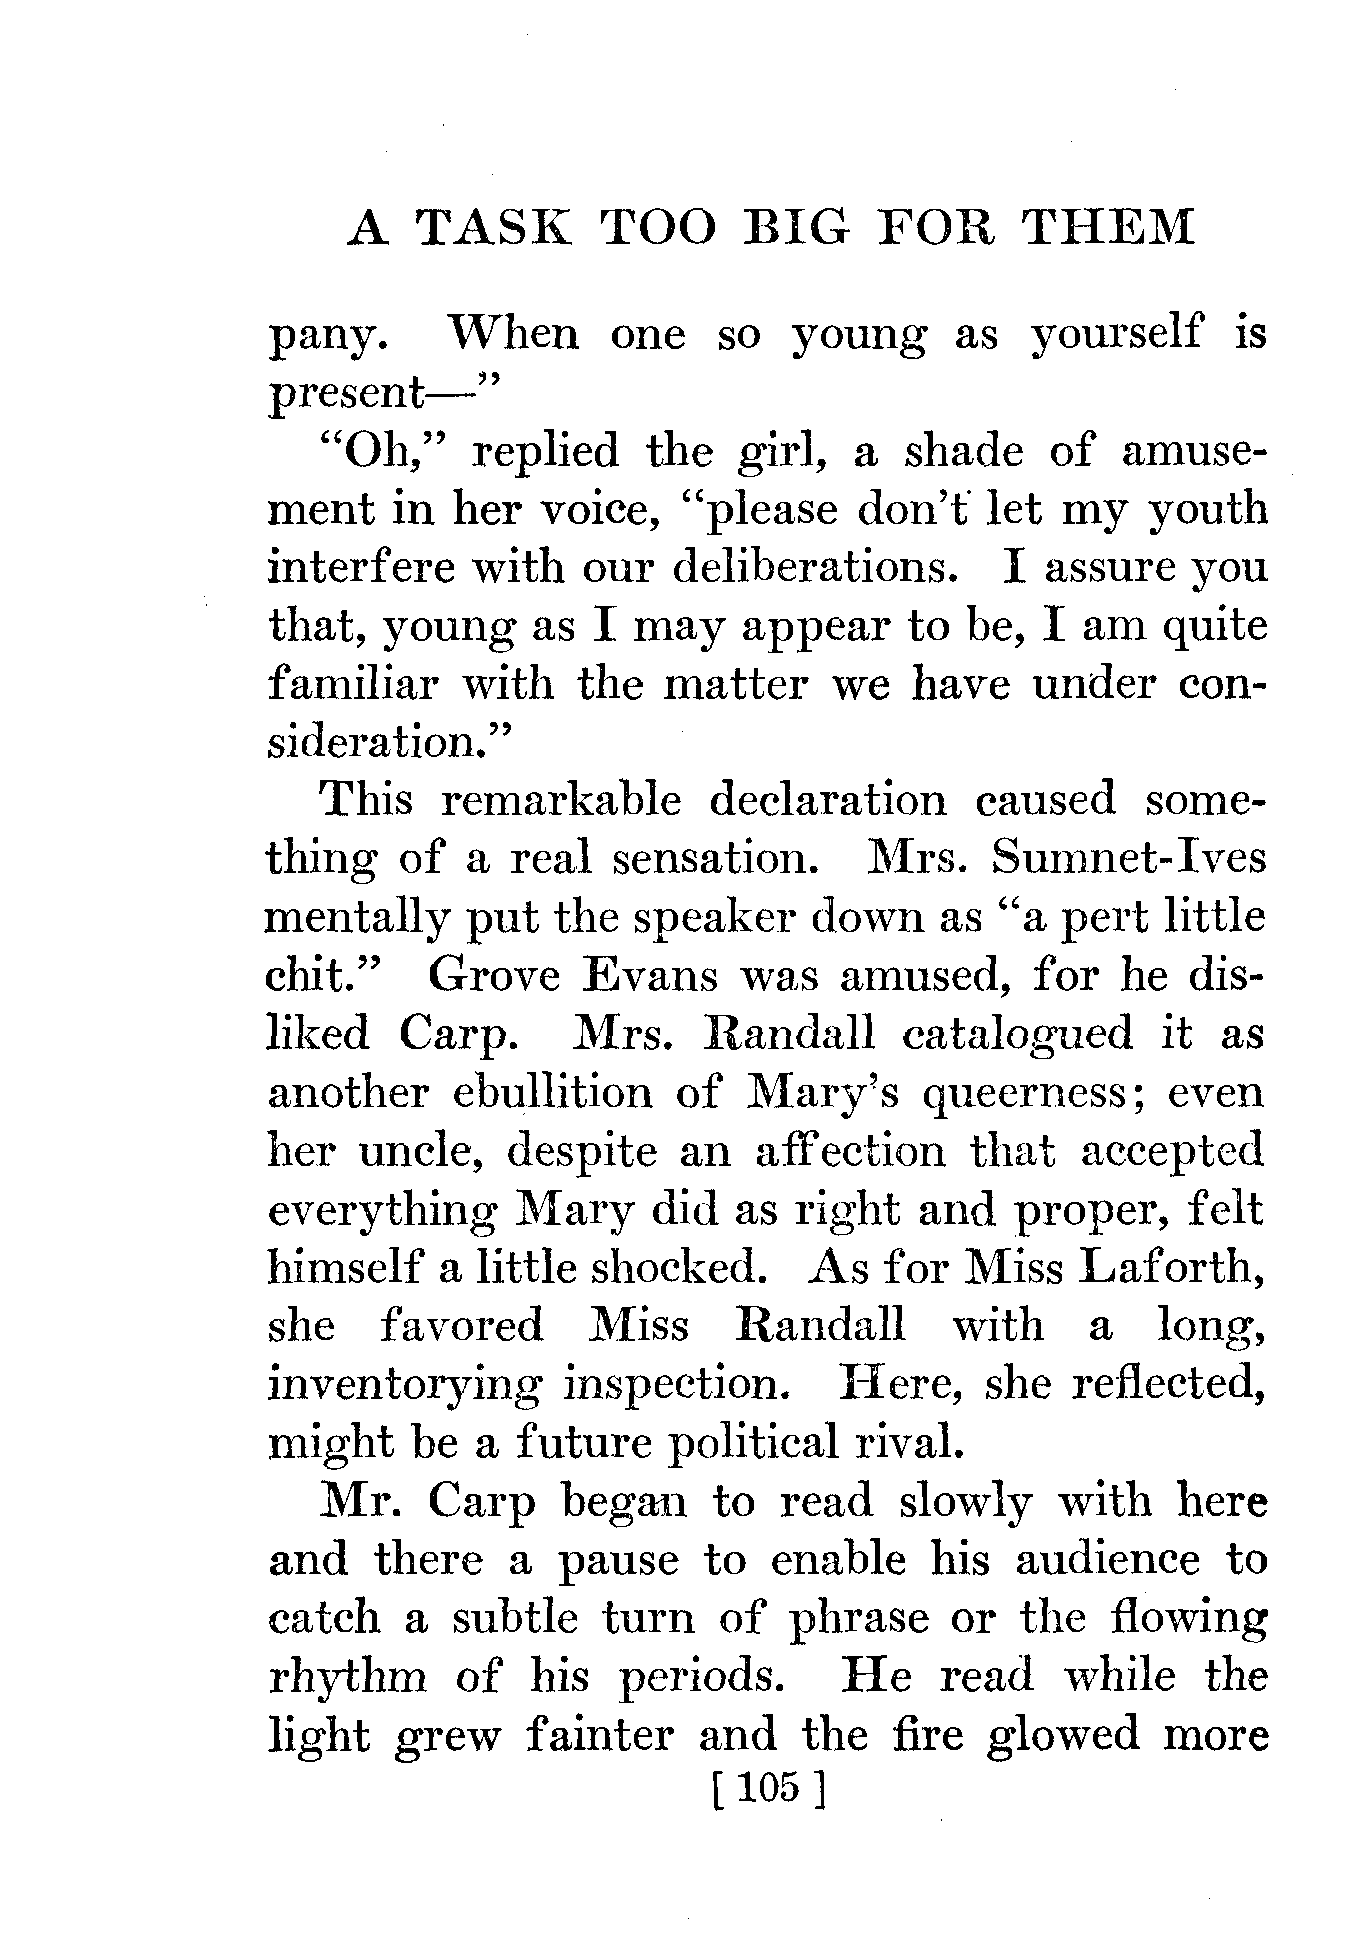 A TASK TOO BIG FOR THEM
pany. When one so young as yourself is
present—”
“Oh,” replied the girl, a shade of amuse-
ment in her voice, “please don’t let my youth
interfere with our deliberations. I assure you
that, young as I may appear to be, I am quite
familiar with the matter we have under con-
sideration.”
This remarkable declaration caused some-
thing of a real sensation. Mrs. Sumnet-Ives
mentally put the speaker down as “a pert little
chit.” Grove Evans was amused, for he dis-
liked Carp. Mrs. Randall catalogued it as
another ebullition of Mary’s queerness; even
her uncle, despite an affection that accepted
everything Mary did as right and proper, felt
himself a little shocked. As for Miss Laforth,
she favored Miss Randall with a long,
inventorying inspection. Here, she reflected,
might be a future political rival.
Mr. Carp began to read slowly with here
and there a pause to enable his audience to
catch a subtle turn of phrase or the flowing
rhythm of his periods. He read while the
light grew fainter and the fire glowed more
[ 105 ]